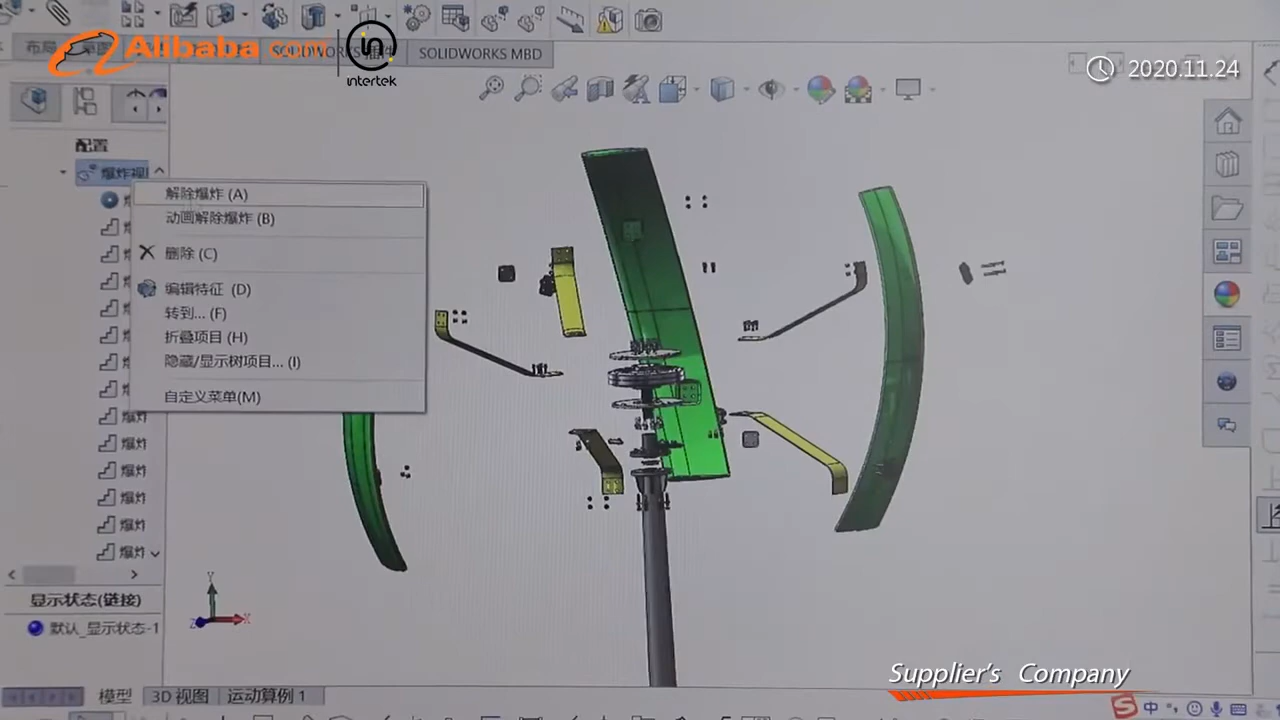 Alibaba.com
intertek
SOLIDWORKS MBD
2020.11.24
配置
爆炸视
解除爆炸 (A)
动画解除爆炸 (B)
删除 (C)
编辑特征 (D)
转到... (F)
折叠项目 (H)
隐藏/显示树项目... (I)
自定义菜单(M)
爆炸
爆炸
爆炸
爆炸
爆炸
爆炸
显示状态(链接)
默认_显示状态-1
Y
X
Z
模型
3D 视图
运动算例 1
Supplier's Company
中